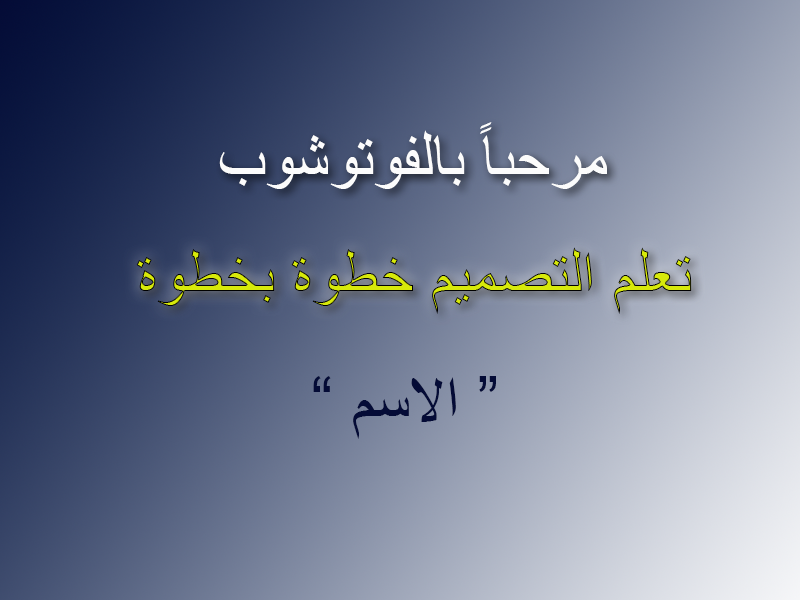 مرحباً بالفوتوشوب
تعلم التصميم خطوة بخطوة
” الاسم “